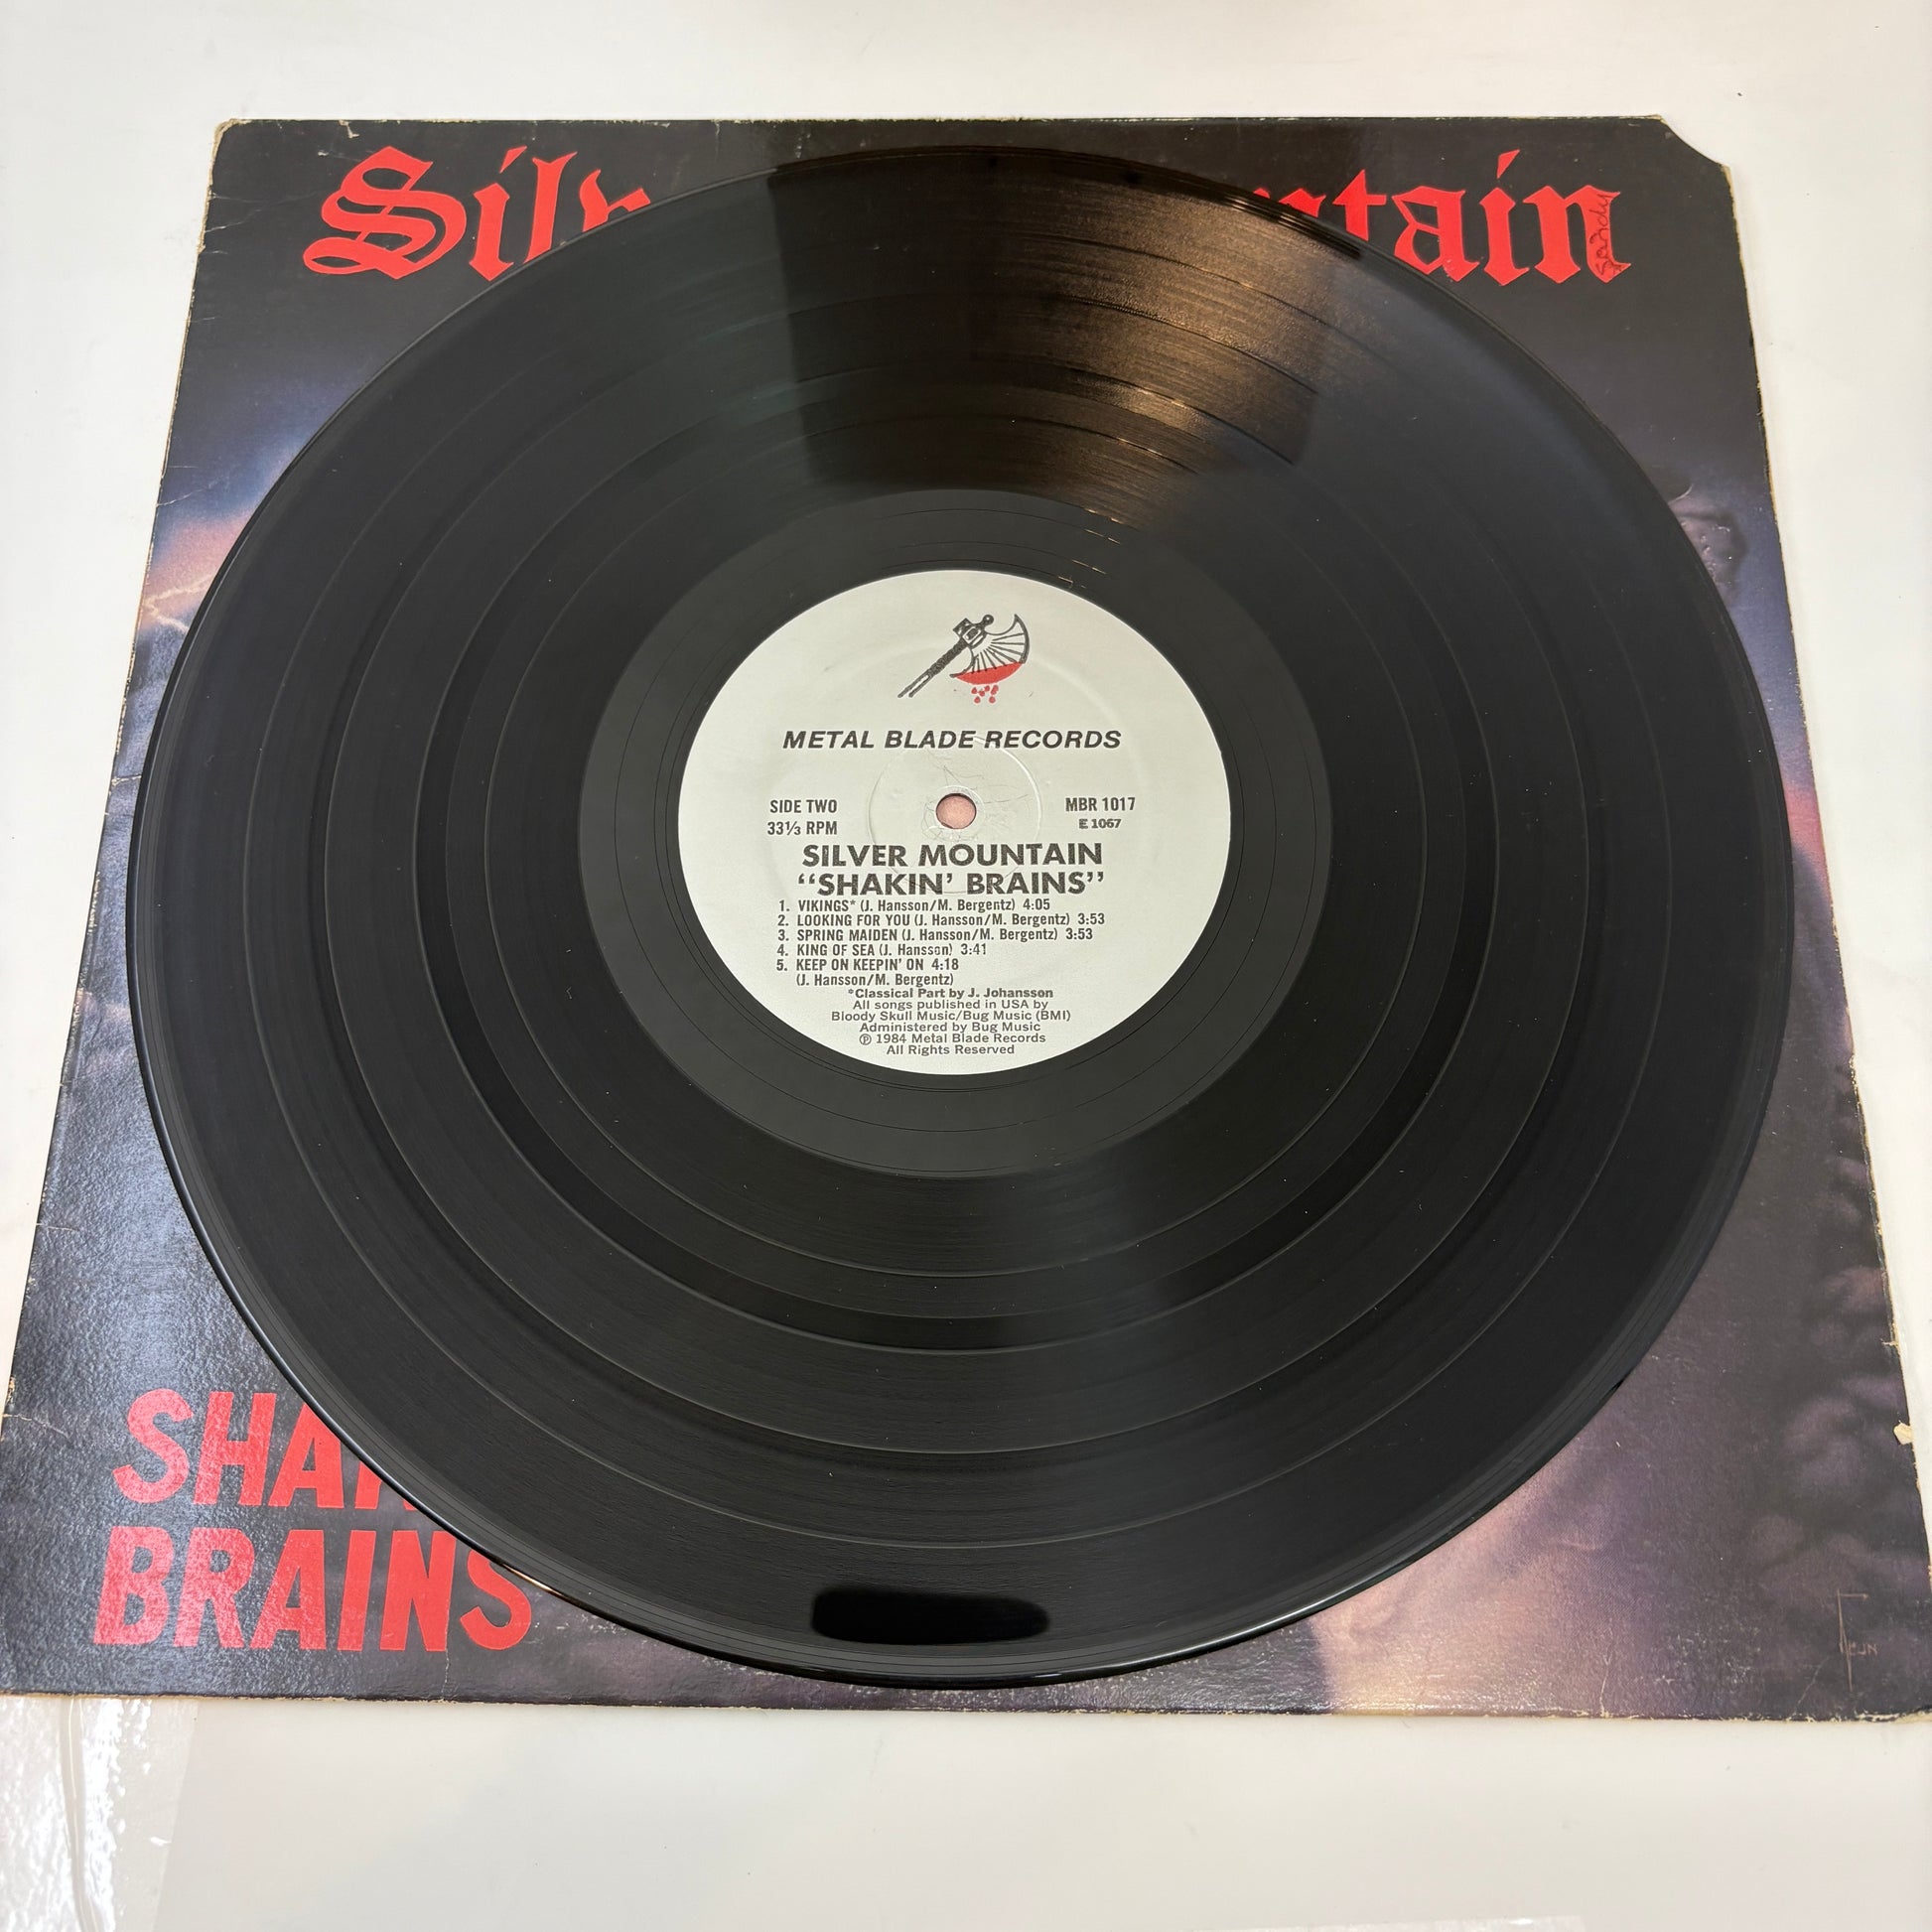 Silv
ntain
Sandy
METAL BLADE RECORDS
SIDE TWO
MBR 1017
33⅓ RPM
E 1067
SILVER MOUNTAIN
“SHAKIN’ BRAINS”
1. VIKINGS* (J. Hansson/M. Bergentz) 4:05
2. LOOKING FOR YOU (J. Hansson/M. Bergentz) 3:53
3. SPRING MAIDEN (J. Hansson/M. Bergentz) 3:53
4. KING OF SEA (J. Hansson) 3:41
5. KEEP ON KEEPIN’ ON 4:18
(J. Hansson/M. Bergentz)
*Classical Part by J. Johansson
All songs published in USA by
Bloody Skull Music/Bug Music (BMI)
Administered by Bug Music
℗ 1984 Metal Blade Records
All Rights Reserved
SHA
BRAINS